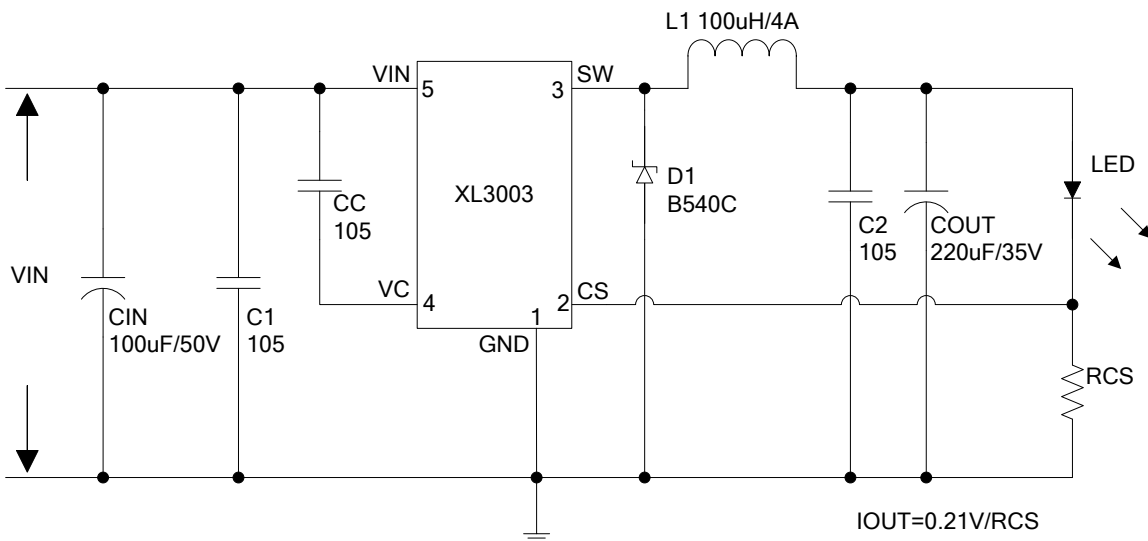 L1 100uH/4A
VIN
5
3
SW
XL3003
CC
105
D1
B540C
C2
105
COUT
220uF/35V
LED
VIN
CIN
100uF/50V
C1
105
VC
4
2
CS
1
GND
RCS
IOUT=0.21V/RCS